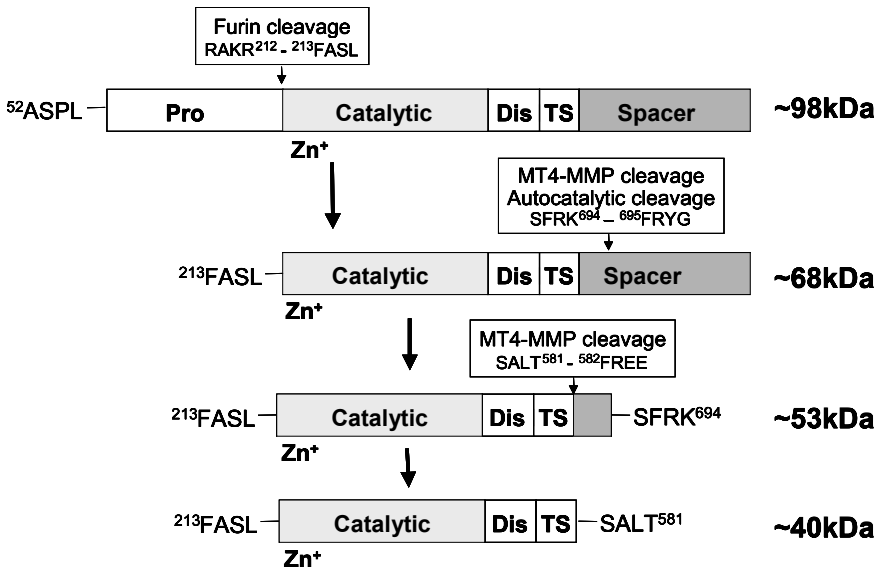 Furin cleavage
RAKR²¹² - ²¹³FASL
⁵²ASPL
Pro
Catalytic
Dis
TS
Spacer
~98kDa
Zn⁺
MT4-MMP cleavage
Autocatalytic cleavage
SFRK⁶⁹⁴ – ⁶⁹⁵FRYG
²¹³FASL
Catalytic
Dis
TS
Spacer
~68kDa
Zn⁺
MT4-MMP cleavage
SALT⁵⁸¹ - ⁵⁸²FREE
²¹³FASL
Catalytic
Dis
TS
SFRK⁶⁹⁴
~53kDa
Zn⁺
²¹³FASL
Catalytic
Dis
TS
SALT⁵⁸¹
~40kDa
Zn⁺